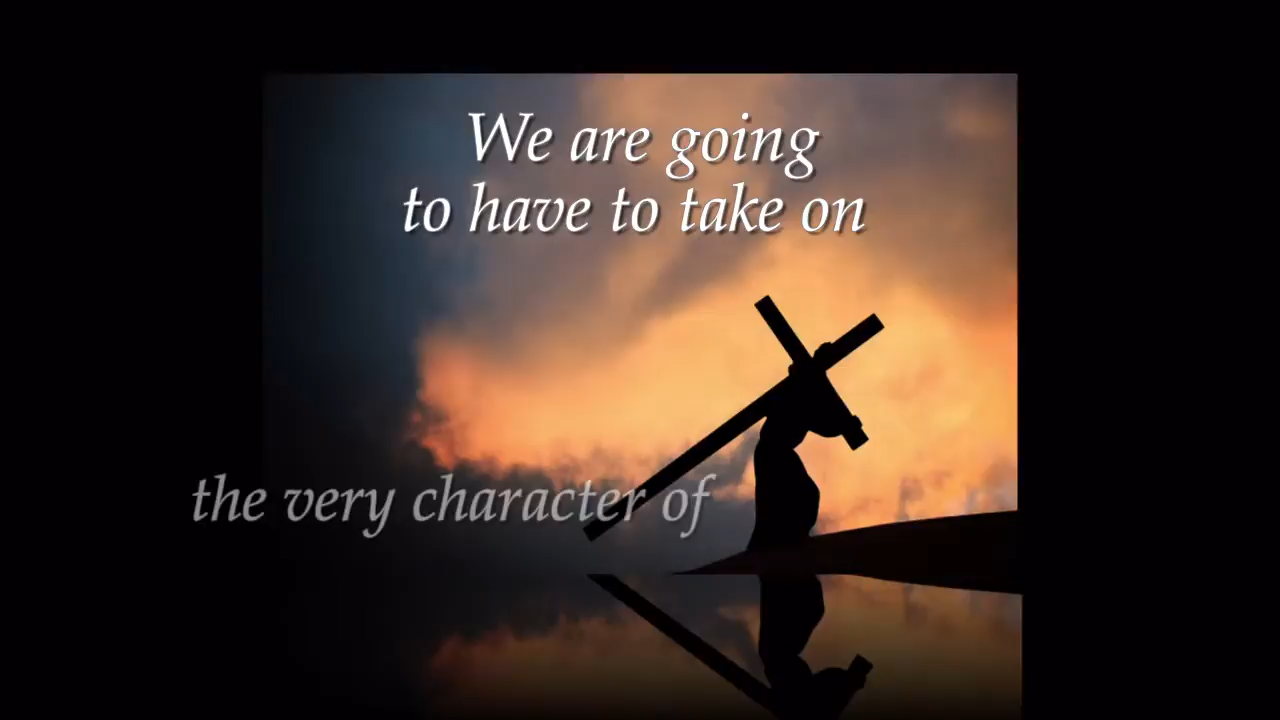 We are going
to have to take on
the very character of